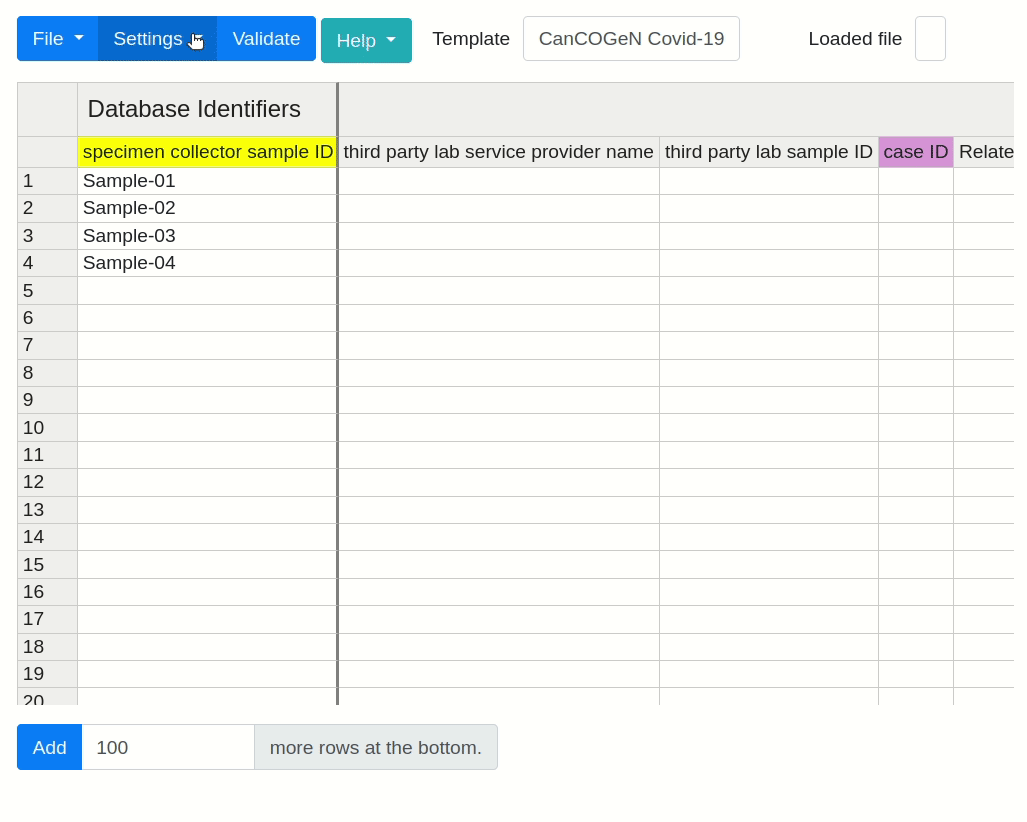 File Settings Validate Help Template CanCOGeN Covid-19 Loaded file
Database Identifiers
specimen collector sample ID third party lab service provider name third party lab sample ID case ID Relate
1 Sample-01
2 Sample-02
3 Sample-03
4 Sample-04
5
6
7
8
9
10
11
12
13
14
15
16
17
18
19
20
Add 100 more rows at the bottom.